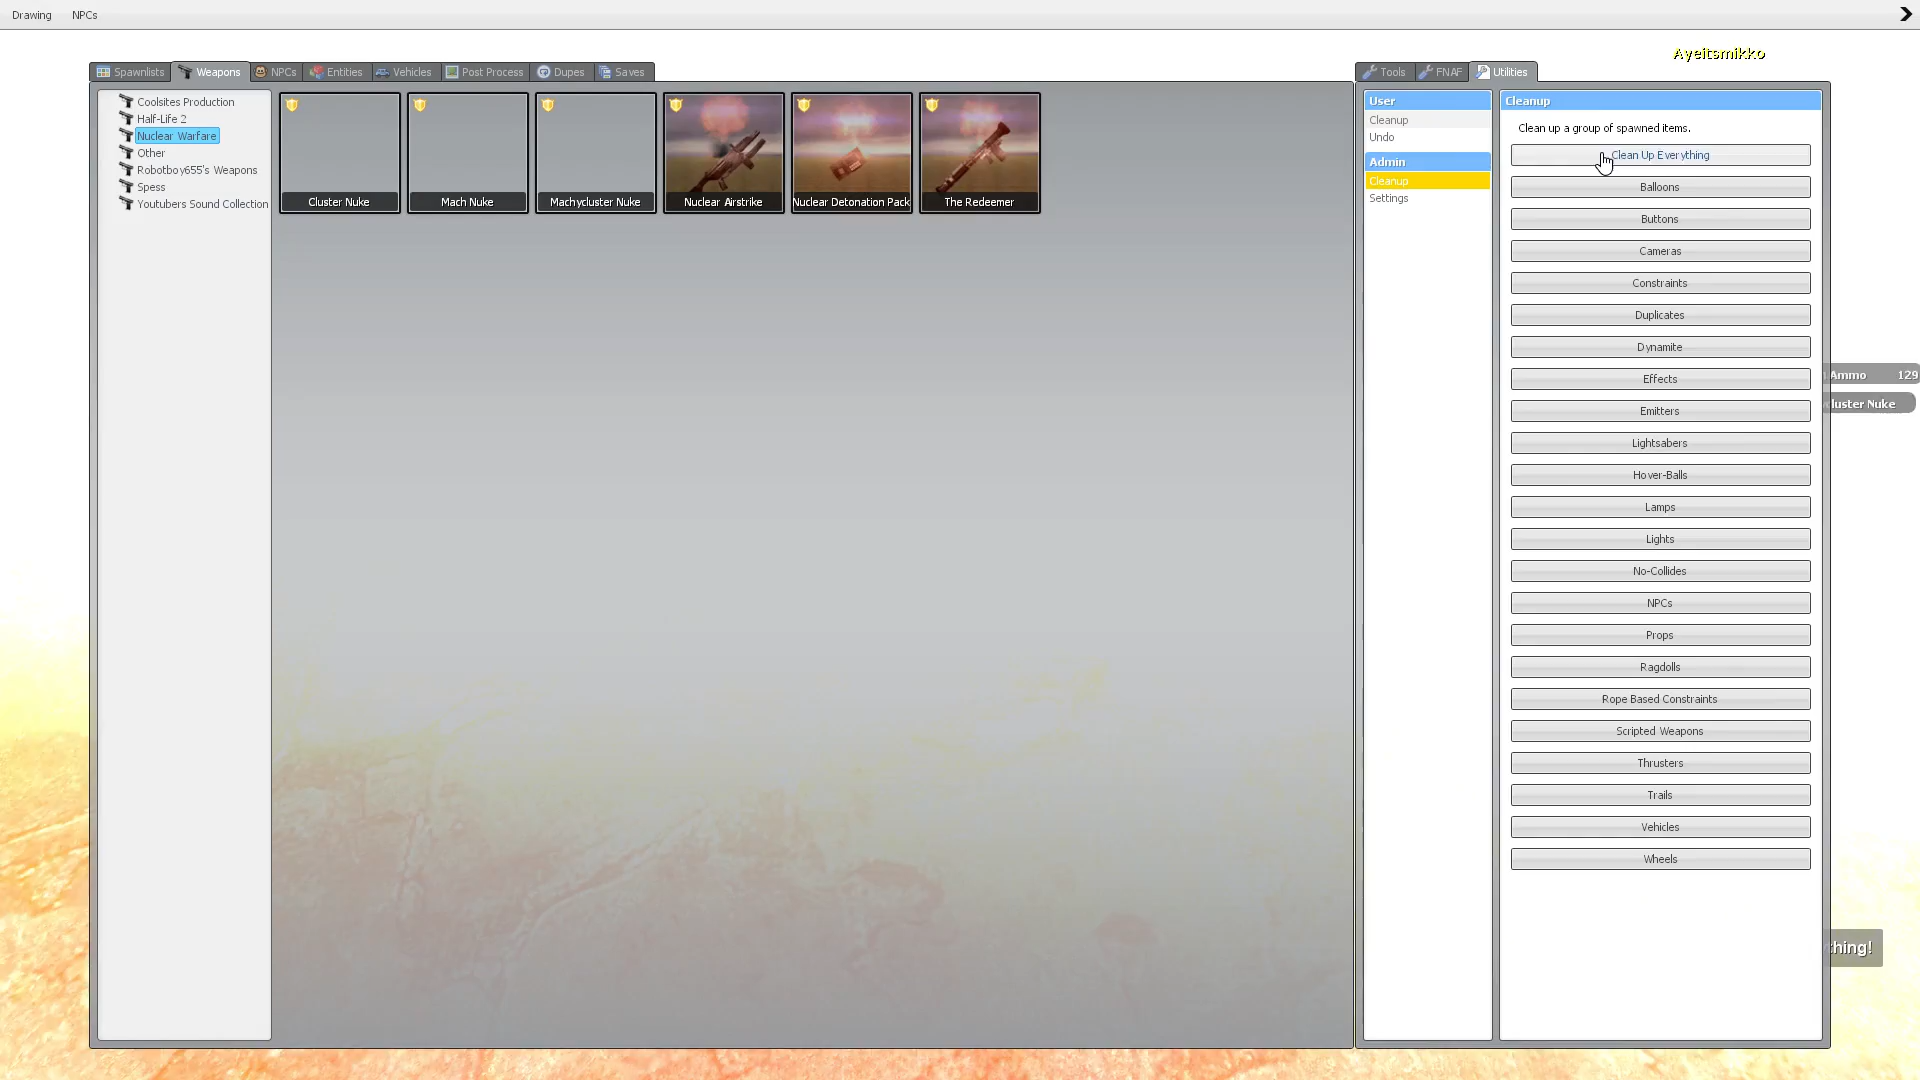 Drawing NPCs
Ayeitsmikko
Spawnlists Weapons NPCs Entities Vehicles Post Process Dupes Saves
Coolsites Production
Half-Life 2
Nuclear Warfare
Other
Robotboy655's Weapons
Spess
Youtubers Sound Collection
Cluster Nuke
Mach Nuke
Machycluster Nuke
Nuclear Airstrike
Nuclear Detonation Pack
The Redeemer
Tools FNAF Utilities
User
Cleanup
Undo
Admin
Cleanup
Settings
Cleanup
Clean up a group of spawned items.
Clean Up Everything
Balloons
Buttons
Cameras
Constraints
Duplicates
Dynamite
Effects
Emitters
Lightsabers
Hover-Balls
Lamps
Lights
No-Collides
NPCs
Props
Ragdolls
Rope Based Constraints
Scripted Weapons
Thrusters
Trails
Vehicles
Wheels
Ammo 129
cluster Nuke
thing!